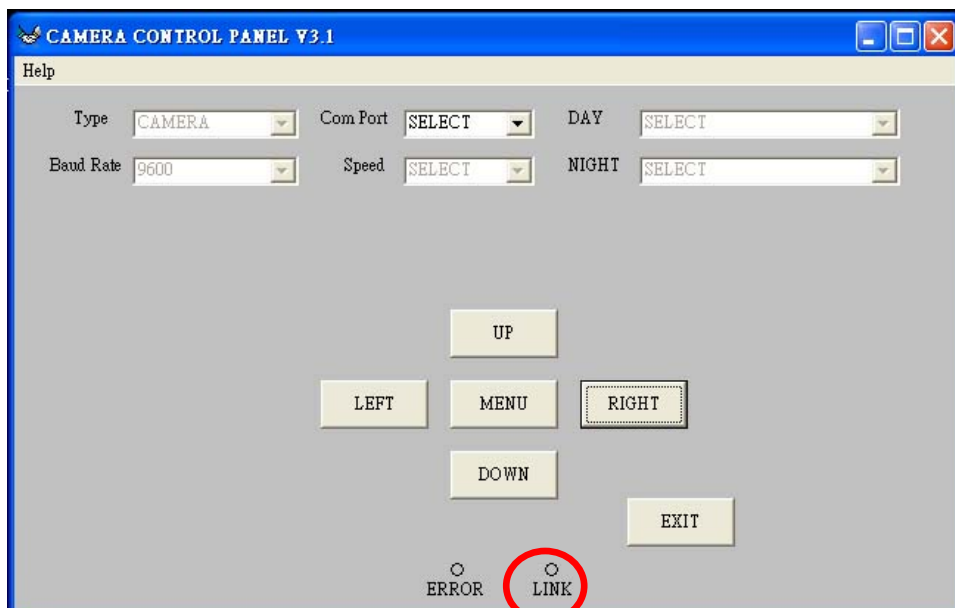 CAMERA CONTROL PANEL V3.1
Help
Type CAMERA Com Port SELECT DAY SELECT
Baud Rate 9600 Speed SELECT NIGHT SELECT
UP
LEFT MENU RIGHT
DOWN
EXIT
ERROR LINK